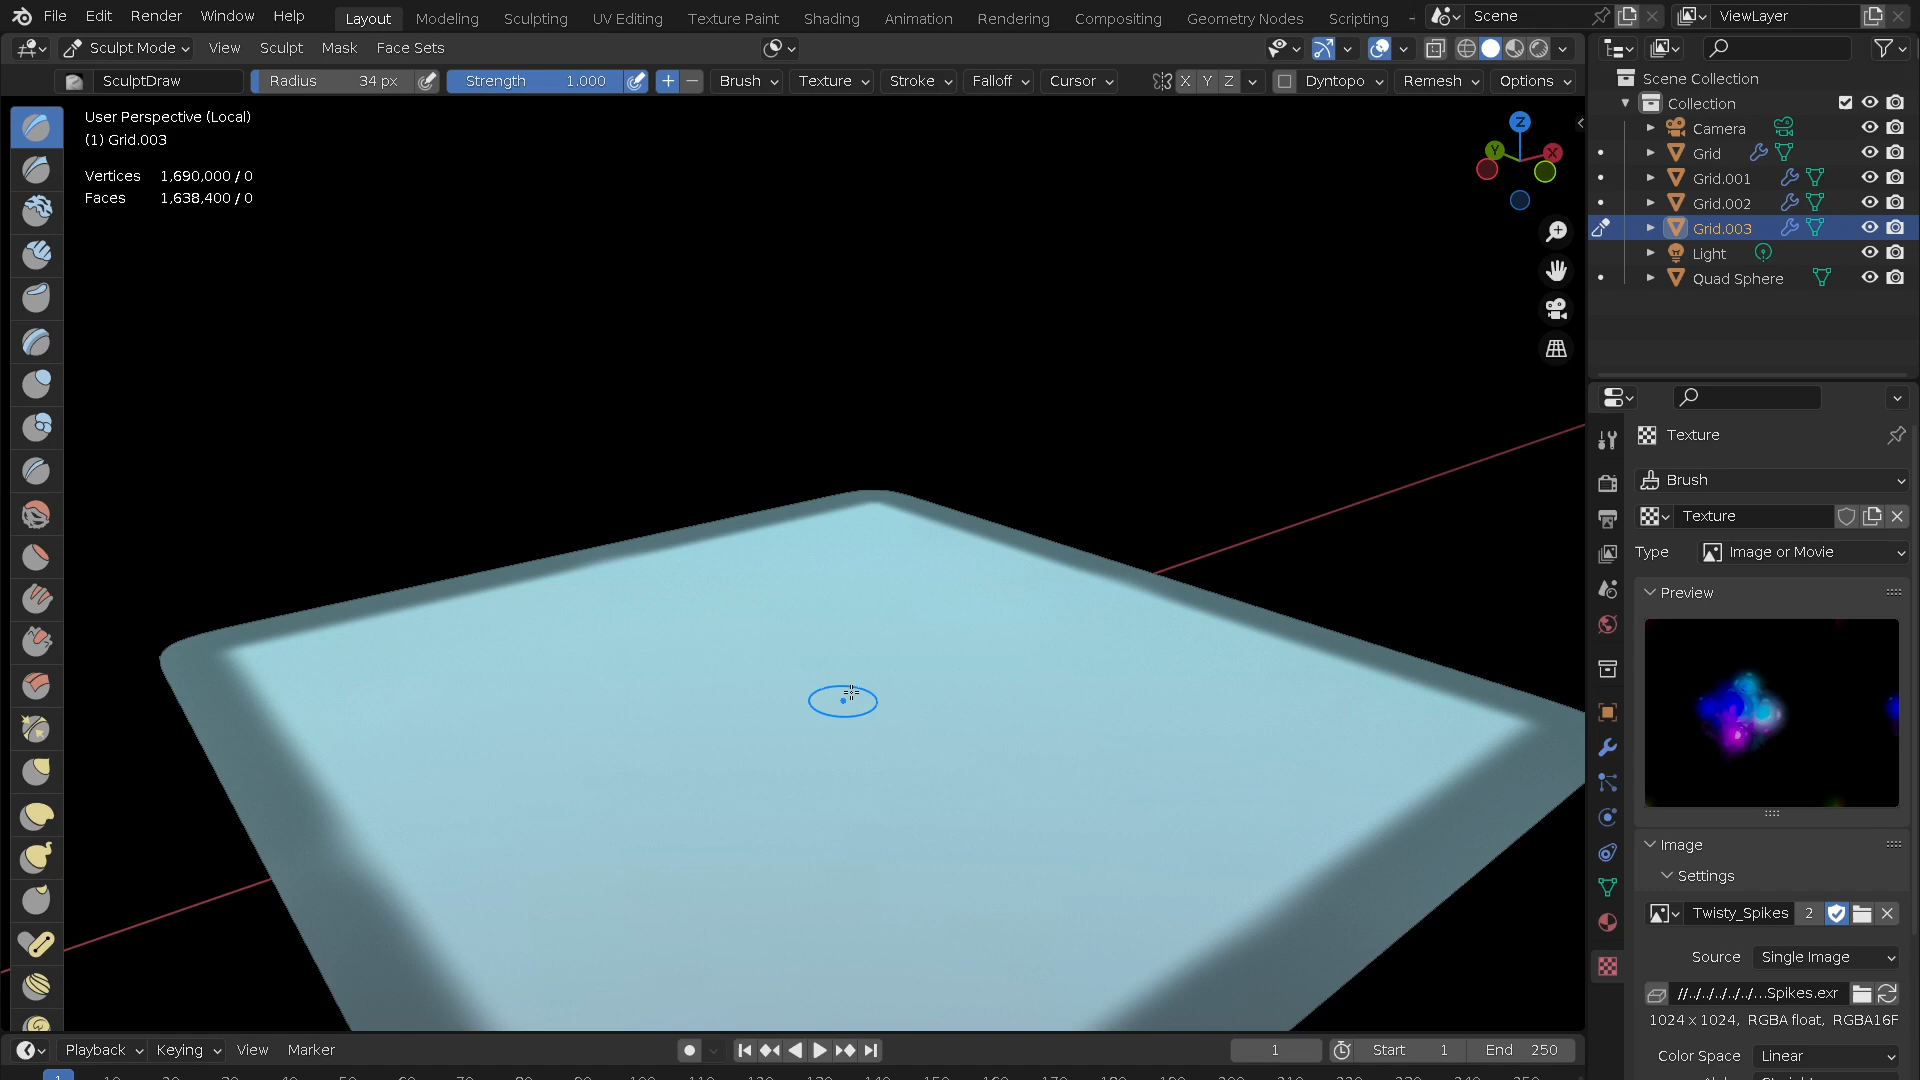 File Edit Render Window Help Layout Modeling Sculpting UV Editing Texture Paint Shading Animation Rendering Compositing Geometry Nodes Scripting Scene ViewLayer
Sculpt Mode View Sculpt Mask Face Sets
SculptDraw Radius 34 px Strength 1.000 Brush Texture Stroke Falloff Cursor X Y Z Dyntopo Remesh Options
User Perspective (Local)
(1) Grid.003
Vertices 1,690,000 / 0
Faces 1,638,400 / 0
Z
Y
X
Scene Collection
Collection
Camera
Grid
Grid.001
Grid.002
Grid.003
Light
Quad Sphere
Texture
Brush
Texture
Type Image or Movie
Preview
Image
Settings
Twisty_Spikes 2
Source Single Image
//../../../../../...Spikes.exr
1024 x 1024, RGBA float, RGBA16F
Color Space Linear
Playback Keying View Marker 1 Start 1 End 250
1